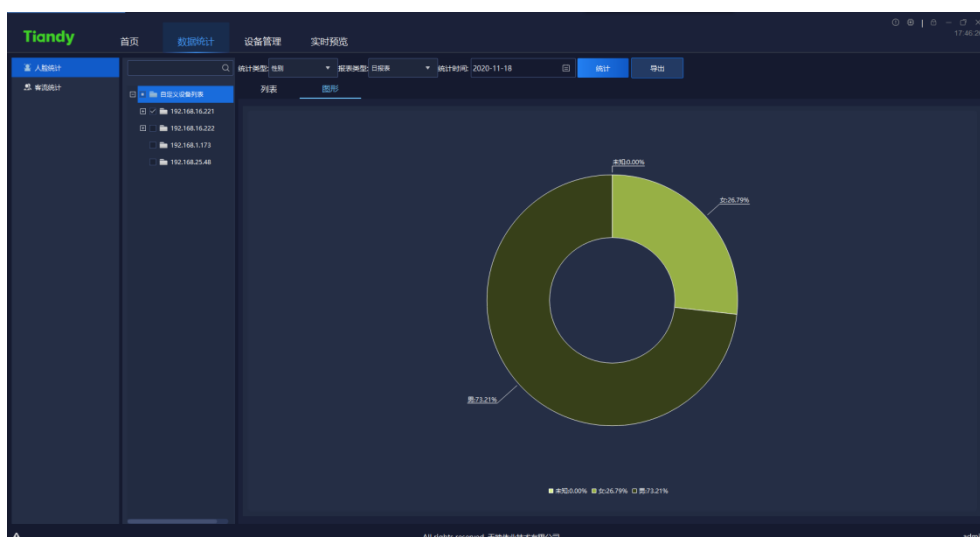 17:46:26
Tiandy
首页 数据统计 设备管理 实时预览
人脸统计
客流统计
统计类型: 性别 报表类型: 日报表 统计时间: 2020-11-18 统计 导出
列表 图形
自定义设备列表
192.168.16.221
192.168.16.222
192.168.1.173
192.168.25.48
未知:0.00%
女:26.79%
男:73.21%
未知:0.00% 女:26.79% 男:73.21%
All rights reserved